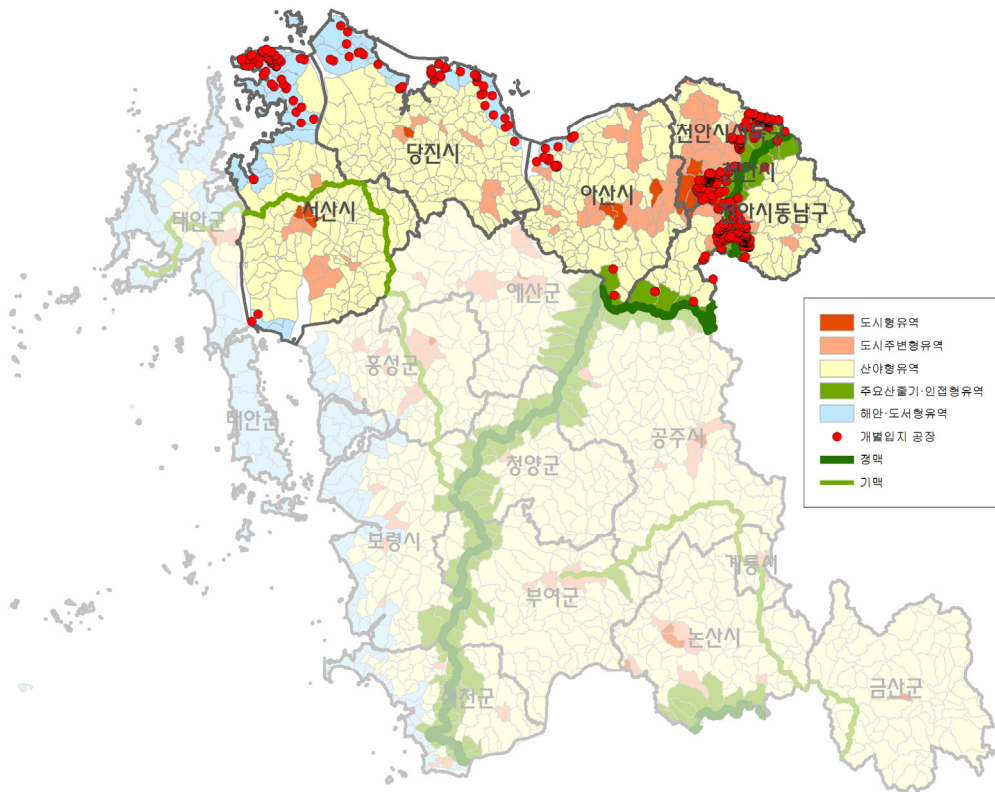 천안시서북구
천안시
당진시
아산시
천안시동남구
서산시
태안군
예산군
홍성군
태안군
공주시
청양군
보령시
계룡시
부여군
논산시
금산군
서천군
도시형유역
도시주변형유역
산야형유역
주요산줄기·인접형유역
해안·도서형유역
개별입지 공장
정맥
기맥